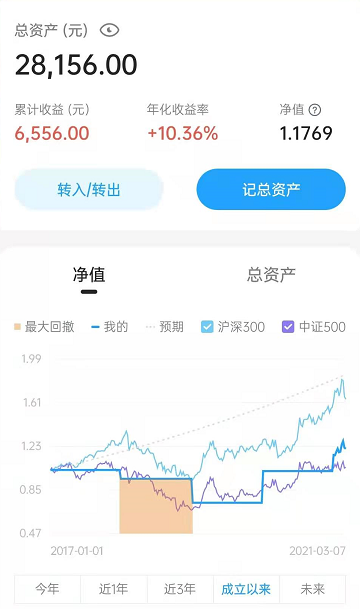 总资产 (元)
28,156.00
累计收益 (元) 年化收益率 净值 ?
6,556.00 +10.36% 1.1769
转入/转出 记总资产
净值 总资产
最大回撤 我的 预期 沪深300 中证500
1.99
1.61
1.23
0.85
0.47
2017-01-01 2021-03-07
今年 近1年 近3年 成立以来 未来